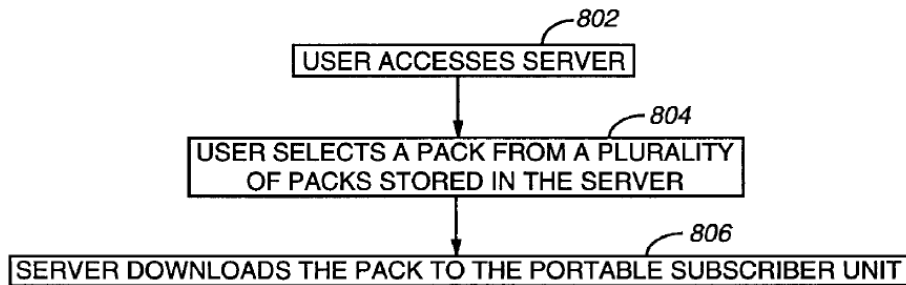 802
USER ACCESSES SERVER
804
USER SELECTS A PACK FROM A PLURALITY
OF PACKS STORED IN THE SERVER
806
SERVER DOWNLOADS THE PACK TO THE PORTABLE SUBSCRIBER UNIT